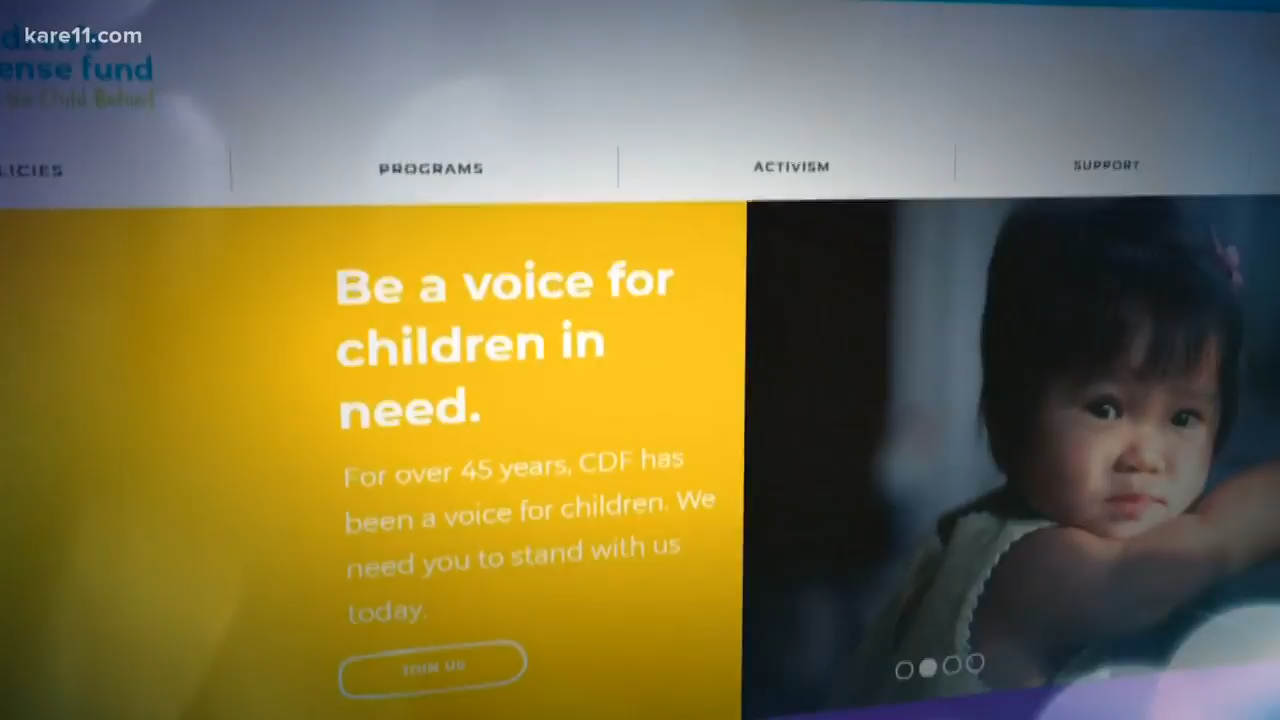 kare11.com
ense fund
LICIES
PROGRAMS
ACTIVISM
SUPPORT
Be a voice for
children in
need.
For over 45 years, CDF has
been a voice for children. We
need you to stand with us
today.
JOIN US